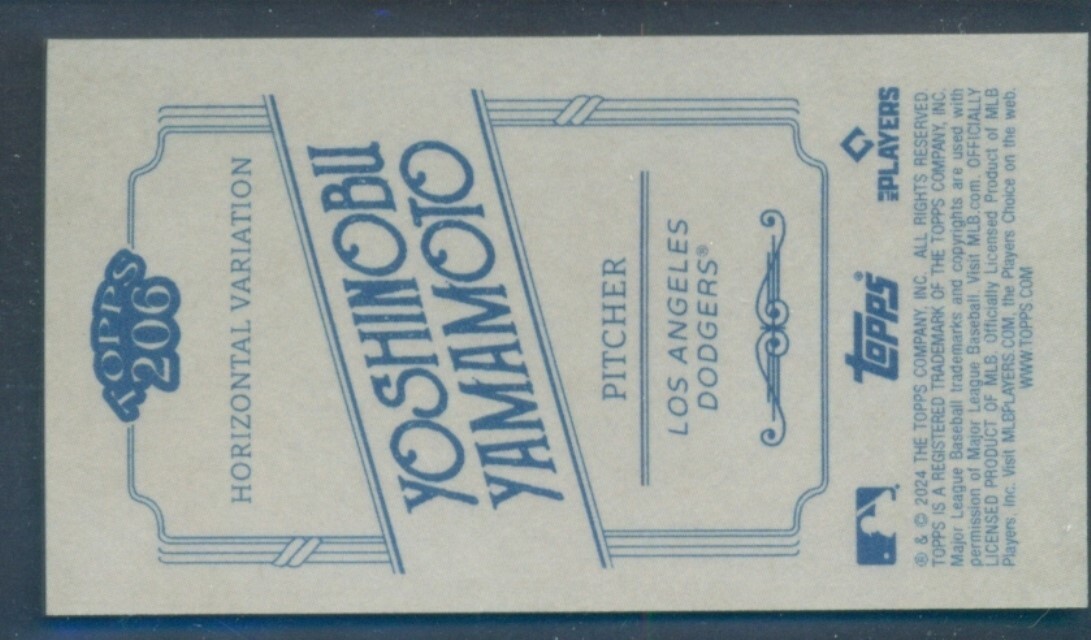 TOPPS
206
HORIZONTAL VARIATION
YOSHINOBU
YAMAMOTO
PITCHER
LOS ANGELES
DODGERS®
topps
MLB PLAYERS
® & © 2024 THE TOPPS COMPANY, INC. ALL RIGHTS RESERVED.
TOPPS IS A REGISTERED TRADEMARK OF THE TOPPS COMPANY, INC.
Major League Baseball trademarks and copyrights are used with
permission of Major League Baseball. Visit MLB.com. OFFICIALLY
LICENSED PRODUCT OF MLB. Officially Licensed Product of MLB
Players, Inc. Visit MLBPLAYERS.COM, the Players Choice on the web.
WWW.TOPPS.COM